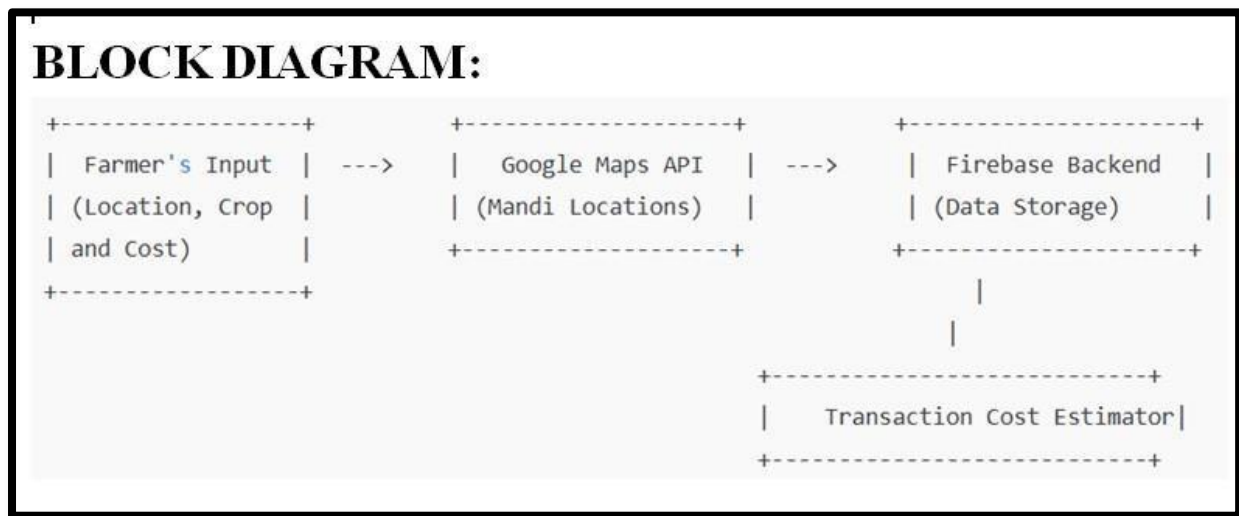 BLOCK DIAGRAM:
+------------------+          +--------------------+           +---------------------+
|  Farmer's Input  |  --->    |   Google Maps API   |  --->     |  Firebase Backend   |
| (Location, Crop  |          | (Mandi Locations)   |           | (Data Storage)      |
| and Cost)        |          +--------------------+           +---------------------+
+------------------+                                                 |
                                                                   |
                                                     +----------------------------+
                                                     |    Transaction Cost Estimator|
                                                     +----------------------------+